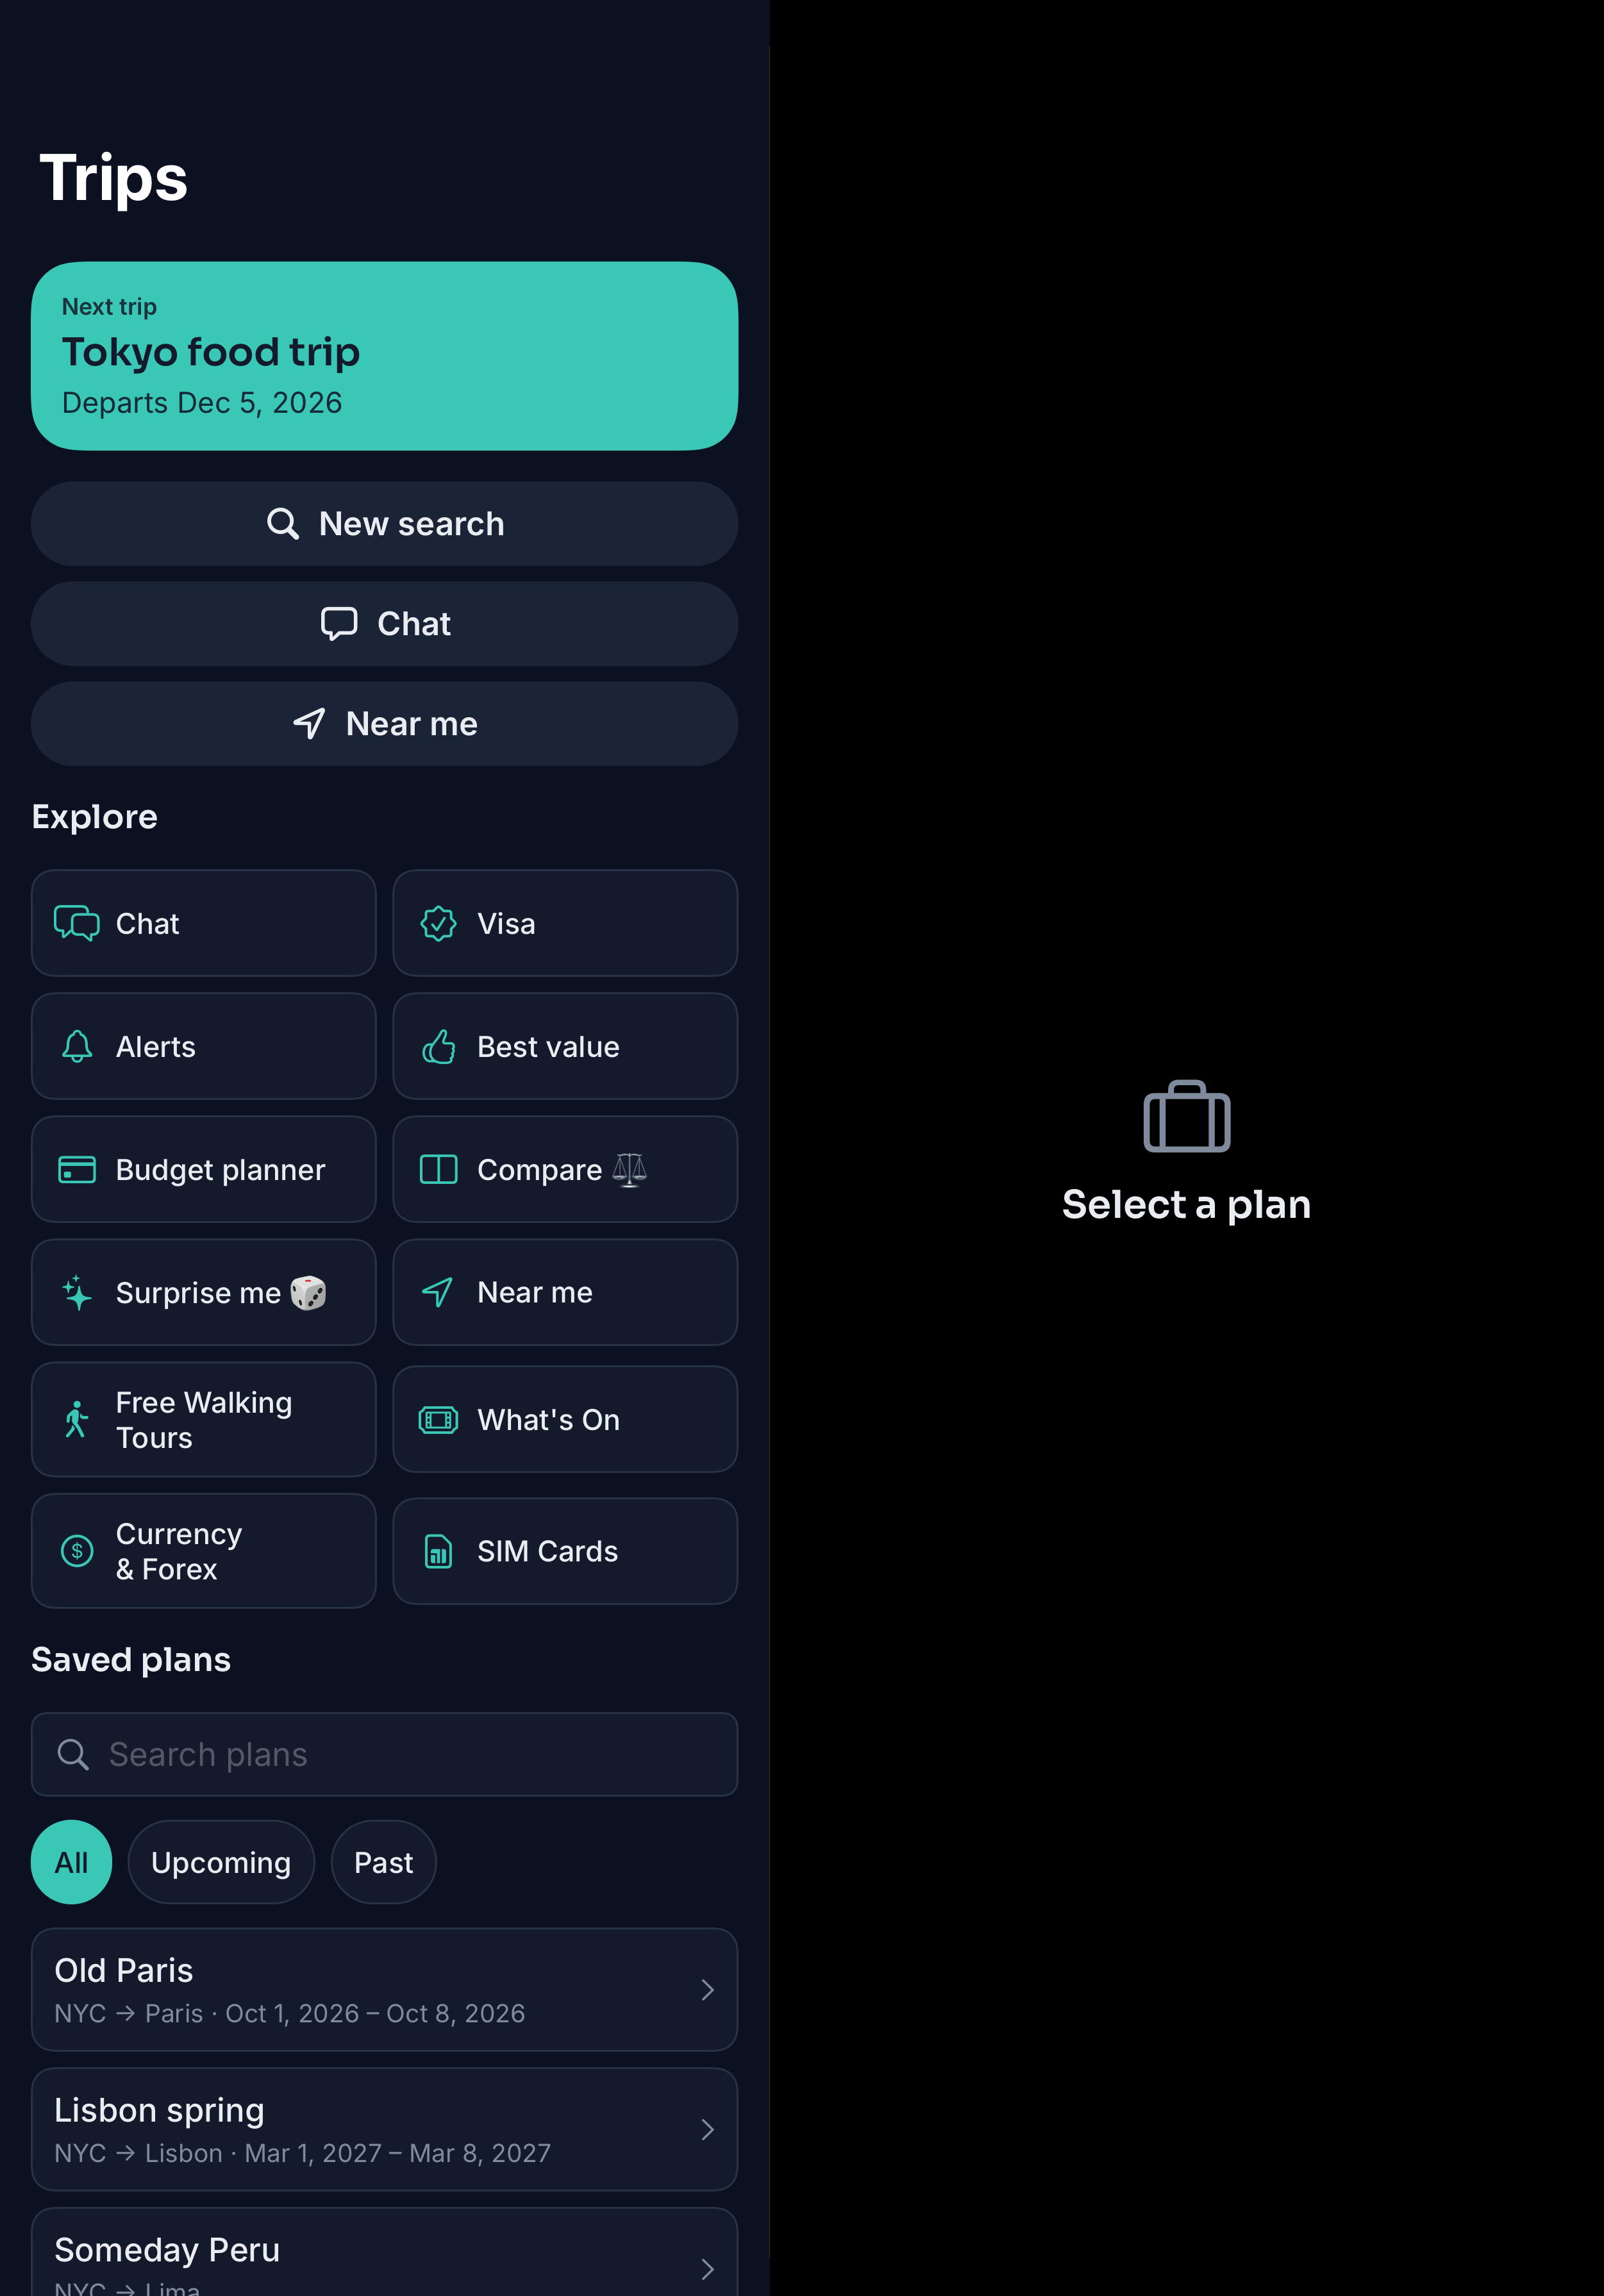 Trips
Next trip
Tokyo food trip
Departs Dec 5, 2026
New search
Chat
Near me
Explore
Chat
Visa
Alerts
Best value
Budget planner
Compare ⚖️
Surprise me 🎲
Near me
Free Walking
Tours
What's On
Currency
& Forex
SIM Cards
Saved plans
Search plans
All
Upcoming
Past
Old Paris
NYC → Paris · Oct 1, 2026 – Oct 8, 2026
Lisbon spring
NYC → Lisbon · Mar 1, 2027 – Mar 8, 2027
Someday Peru
NYC → Lima
Select a plan